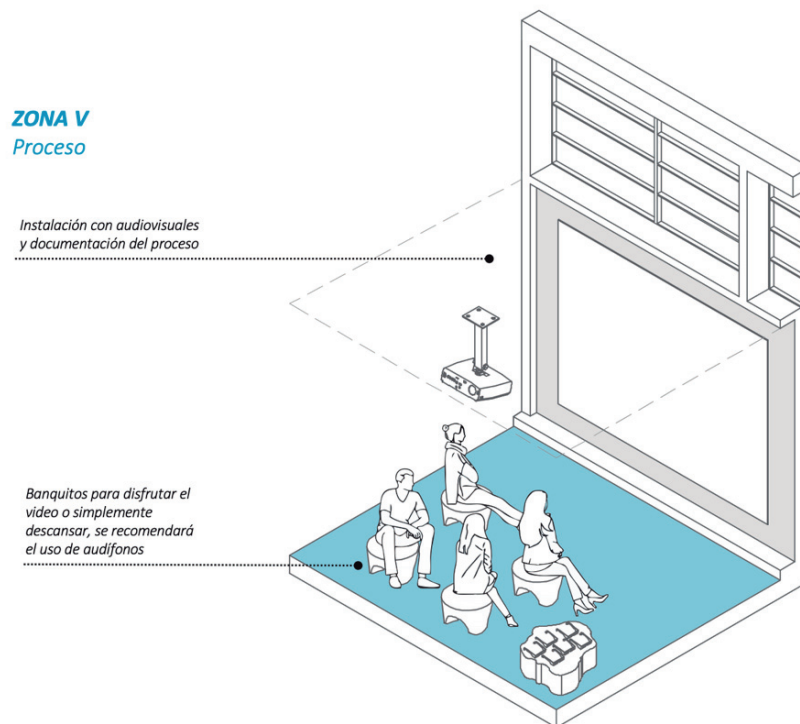 ZONA V
Proceso
Instalación con audiovisuales
y documentación del proceso
Banquitos para disfrutar el
video o simplemente
descansar, se recomendará
el uso de audífonos